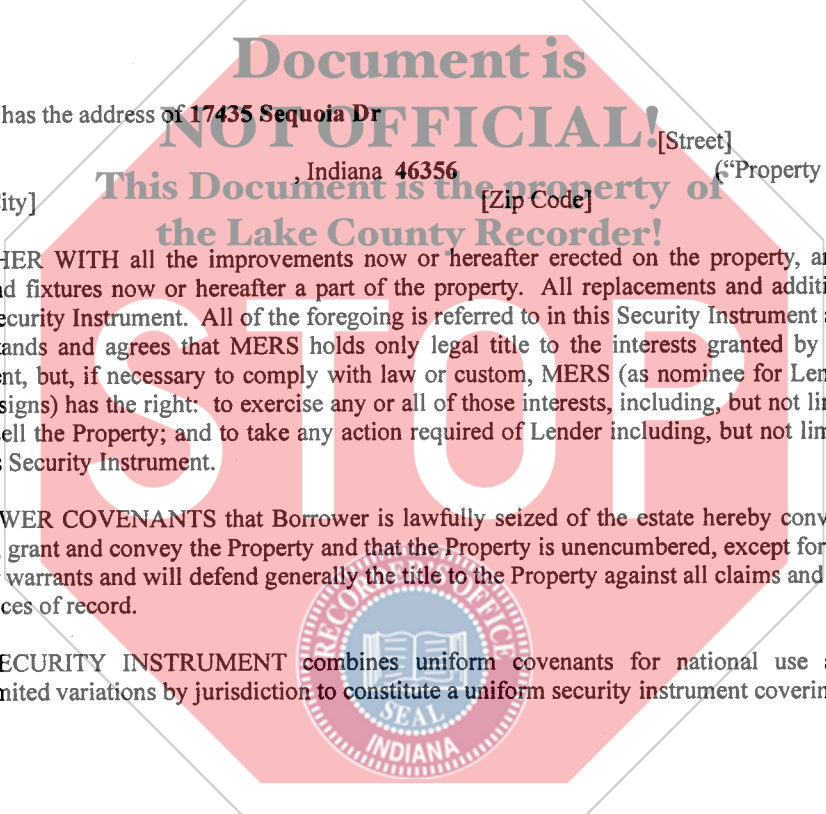 Document is
has the address of 17435 Sequoia Dr
NOT OFFICIAL!
[Street]
, Indiana 46356 (“Property
This Document is the property of
ity] [Zip Code]
the Lake County Recorder!
HER WITH all the improvements now or hereafter erected on the property, an
d fixtures now or hereafter a part of the property. All replacements and additi
ecurity Instrument. All of the foregoing is referred to in this Security Instrument a
ands and agrees that MERS holds only legal title to the interests granted by
nt, but, if necessary to comply with law or custom, MERS (as nominee for Len
signs) has the right: to exercise any or all of those interests, including, but not lim
ell the Property; and to take any action required of Lender including, but not lim
s Security Instrument.
STOP
WER COVENANTS that Borrower is lawfully seized of the estate hereby conv
, grant and convey the Property and that the Property is unencumbered, except for
warrants and will defend generally the title to the Property against all claims and
ces of record.
RECORDER'S OFFICE
ECURITY INSTRUMENT combines uniform covenants for national use a
mited variations by jurisdiction to constitute a uniform security instrument coverin
SEAL
INDIANA